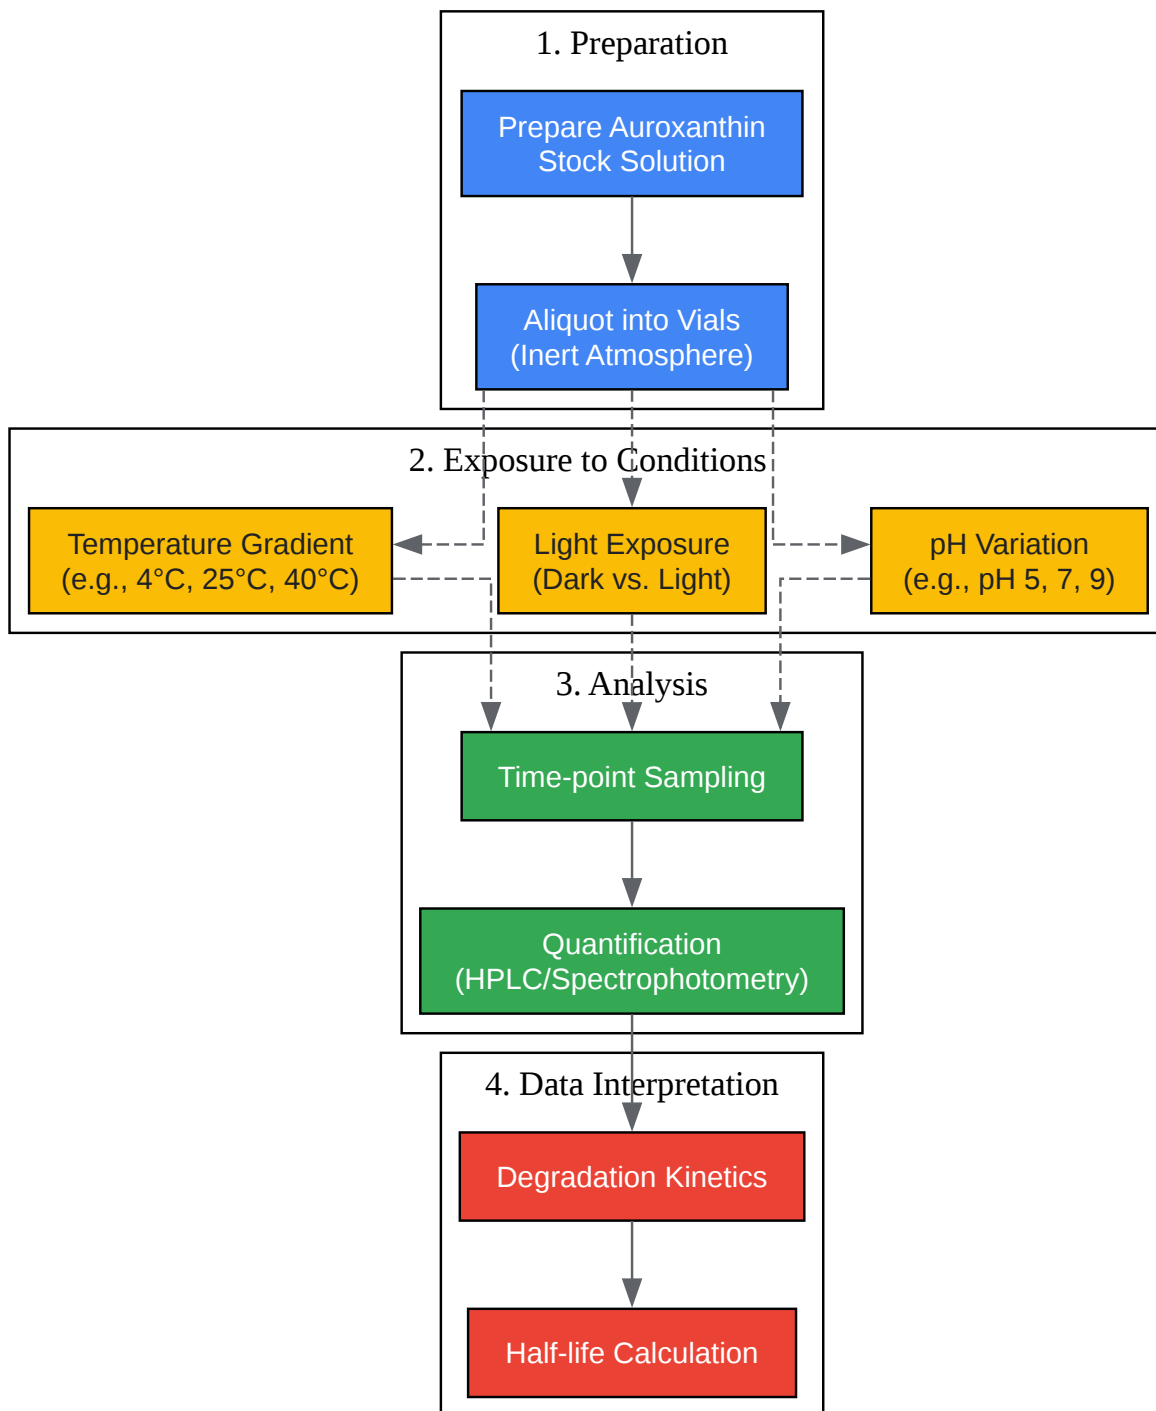 1. Preparation
Prepare Auroxanthin
Stock Solution
Aliquot into Vials
(Inert Atmosphere)
2. Exposure to Conditions
Temperature Gradient
(e.g., 4°C, 25°C, 40°C)
Light Exposure
(Dark vs. Light)
pH Variation
(e.g., pH 5, 7, 9)
3. Analysis
Time-point Sampling
Quantification
(HPLC/Spectrophotometry)
4. Data Interpretation
Degradation Kinetics
Half-life Calculation